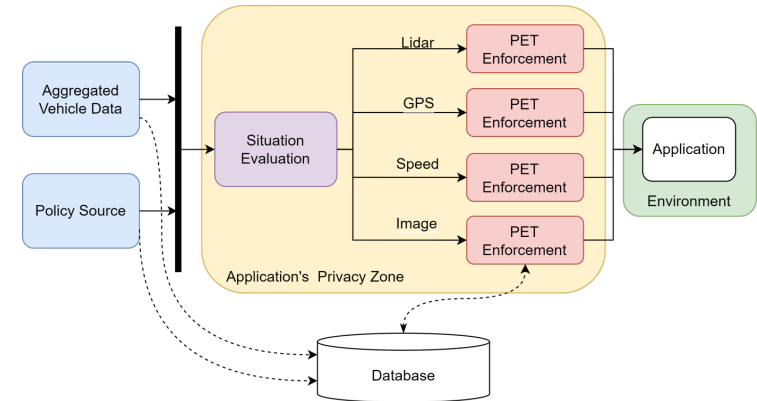 Aggregated
Vehicle Data
Policy Source
Situation
Evaluation
Lidar
GPS
Speed
Image
PET
Enforcement
PET
Enforcement
PET
Enforcement
PET
Enforcement
Application's Privacy Zone
Application
Environment
Database